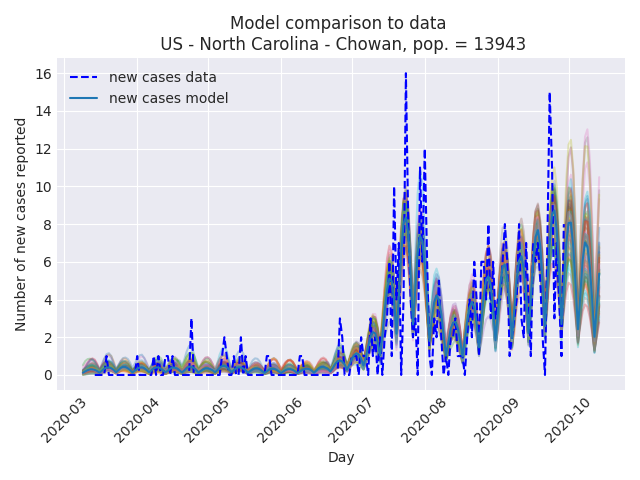 Model comparison to data
US - North Carolina - Chowan, pop. = 13943
new cases data
new cases model
Number of new cases reported
16
14
12
10
8
6
4
2
0
2020-03
2020-04
2020-05
2020-06
2020-07
2020-08
2020-09
2020-10
Day